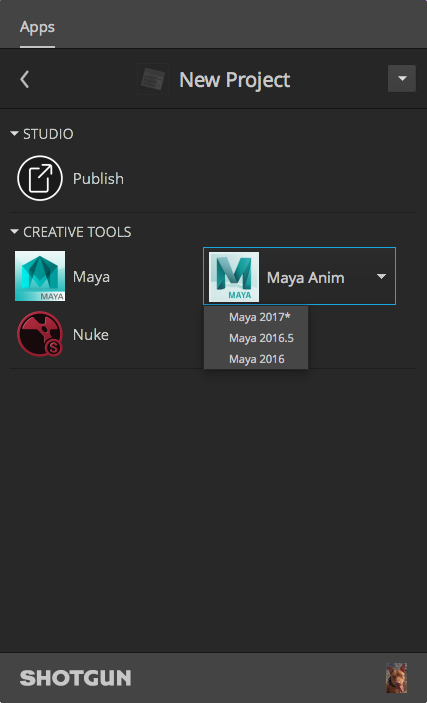 Apps
New Project
STUDIO
Publish
CREATIVE TOOLS
Maya
MAYA
Maya Anim
MAYA
Maya 2017*
Maya 2016.5
Maya 2016
Nuke
S
SHOTGUN